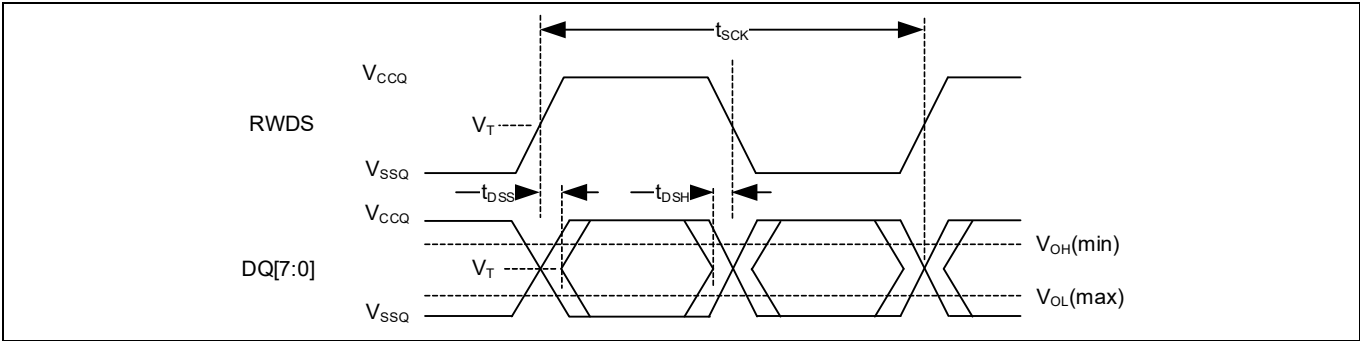 tSCK
VCCQ
RWDS
VT
VSSQ
tDSS
tDSH
VCCQ
VOH(min)
DQ[7:0]
VT
VOL(max)
VSSQ